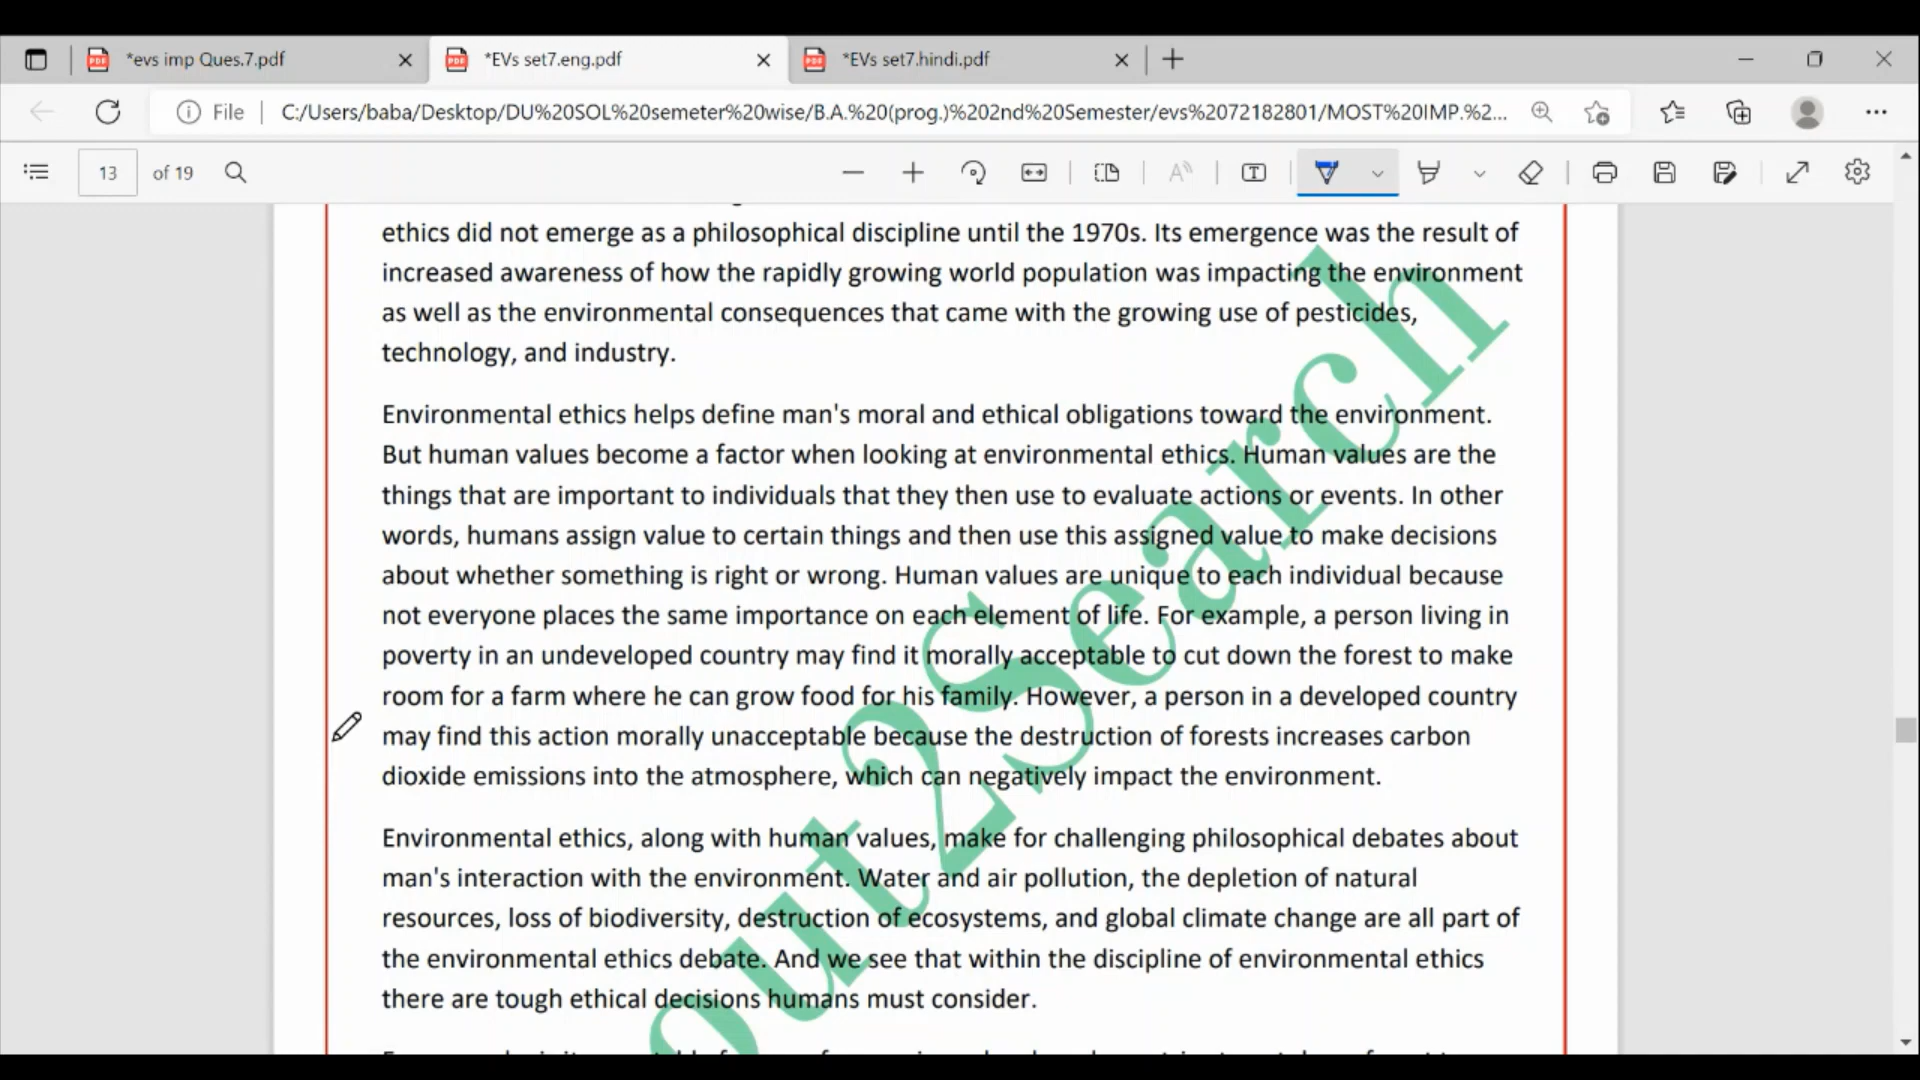 *evs imp Ques.7.pdf
*EVs set7.eng.pdf
*EVs set7.hindi.pdf
File
C:/Users/baba/Desktop/DU%20SOL%20semeter%20wise/B.A.%20(prog.)%202nd%20Semester/evs%2072182801/MOST%20IMP.%2...
13 of 19
ethics did not emerge as a philosophical discipline until the 1970s. Its emergence was the result of
increased awareness of how the rapidly growing world population was impacting the environment
as well as the environmental consequences that came with the growing use of pesticides,
technology, and industry.
Environmental ethics helps define man's moral and ethical obligations toward the environment.
But human values become a factor when looking at environmental ethics. Human values are the
things that are important to individuals that they then use to evaluate actions or events. In other
words, humans assign value to certain things and then use this assigned value to make decisions
about whether something is right or wrong. Human values are unique to each individual because
not everyone places the same importance on each element of life. For example, a person living in
poverty in an undeveloped country may find it morally acceptable to cut down the forest to make
room for a farm where he can grow food for his family. However, a person in a developed country
may find this action morally unacceptable because the destruction of forests increases carbon
dioxide emissions into the atmosphere, which can negatively impact the environment.
Environmental ethics, along with human values, make for challenging philosophical debates about
man's interaction with the environment. Water and air pollution, the depletion of natural
resources, loss of biodiversity, destruction of ecosystems, and global climate change are all part of
the environmental ethics debate. And we see that within the discipline of environmental ethics
there are tough ethical decisions humans must consider.
out2Search